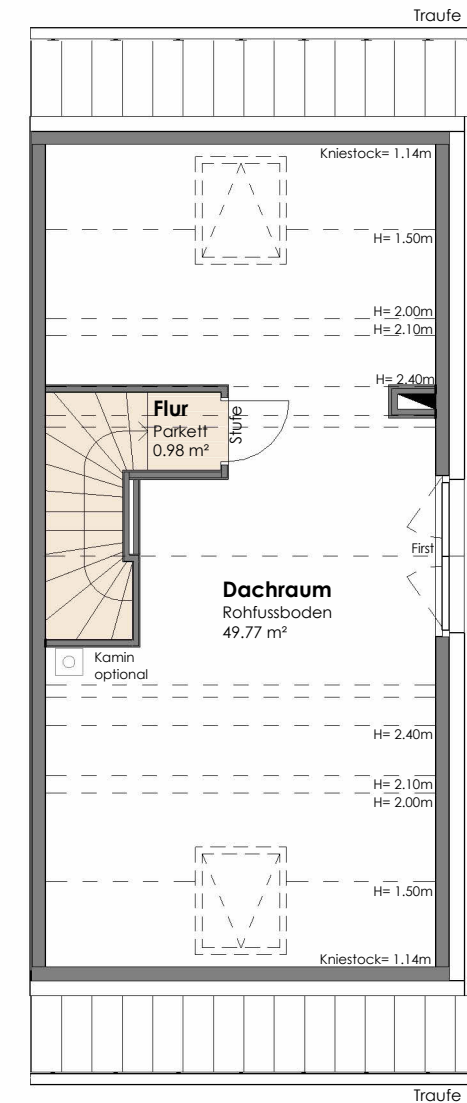 Traufe
Kniestock= 1.14m
H= 1.50m
H= 2.00m
H= 2.10m
H= 2.40m
Flur
Parkett
0.98 m²
Stufe
First
Dachraum
Rohfussboden
49.77 m²
Kamin
optional
H= 2.40m
H= 2.10m
H= 2.00m
H= 1.50m
Kniestock= 1.14m
Traufe